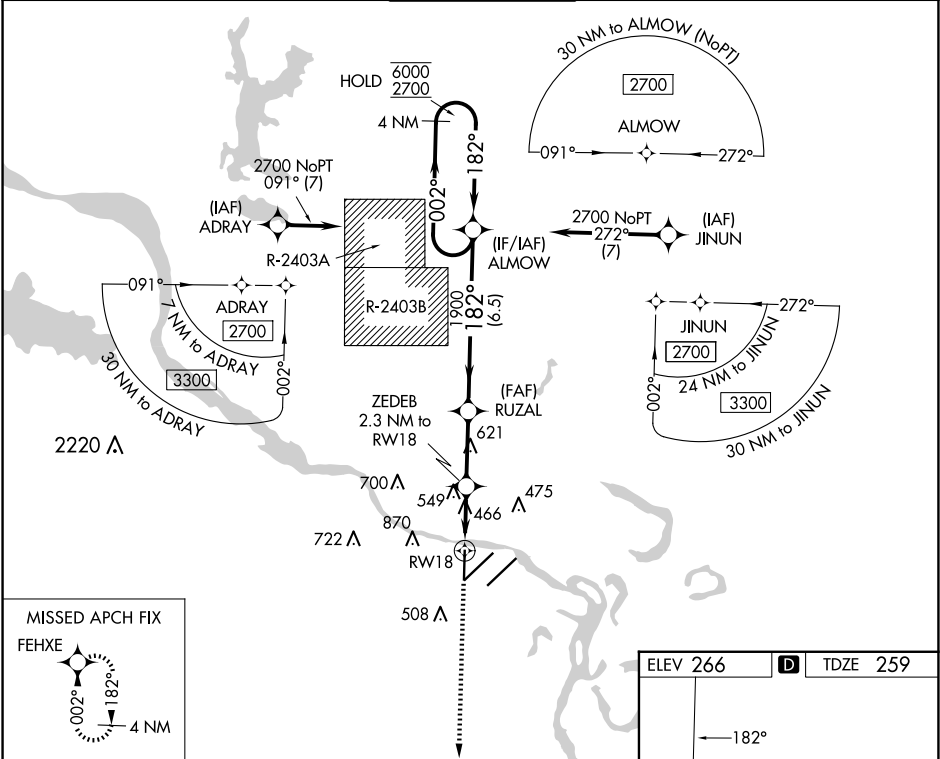 30 NM to ALMOW (NoPT)
2700
ALMOW
091°
272°
HOLD
6000
2700
4 NM
182°
002°
2700 NoPT
091° (7)
(IAF)
ADRAY
R-2403A
(IF/IAF)
ALMOW
2700 NoPT
272°
(7)
(IAF)
JINUN
R-2403B
1900
182°
(6.5)
091°
ADRAY
2700
002°
7 NM to ADRAY
3300
30 NM to ADRAY
272°
JINUN
2700
002°
24 NM to JINUN
3300
30 NM to JINUN
(FAF)
RUZAL
ZEDEB
2.3 NM to
RW18
621
2220
700
549
466
475
722
870
RW18
508
MISSED APCH FIX
FEHXE
002°
182°
4 NM
ELEV 266 D TDZE 259
182°